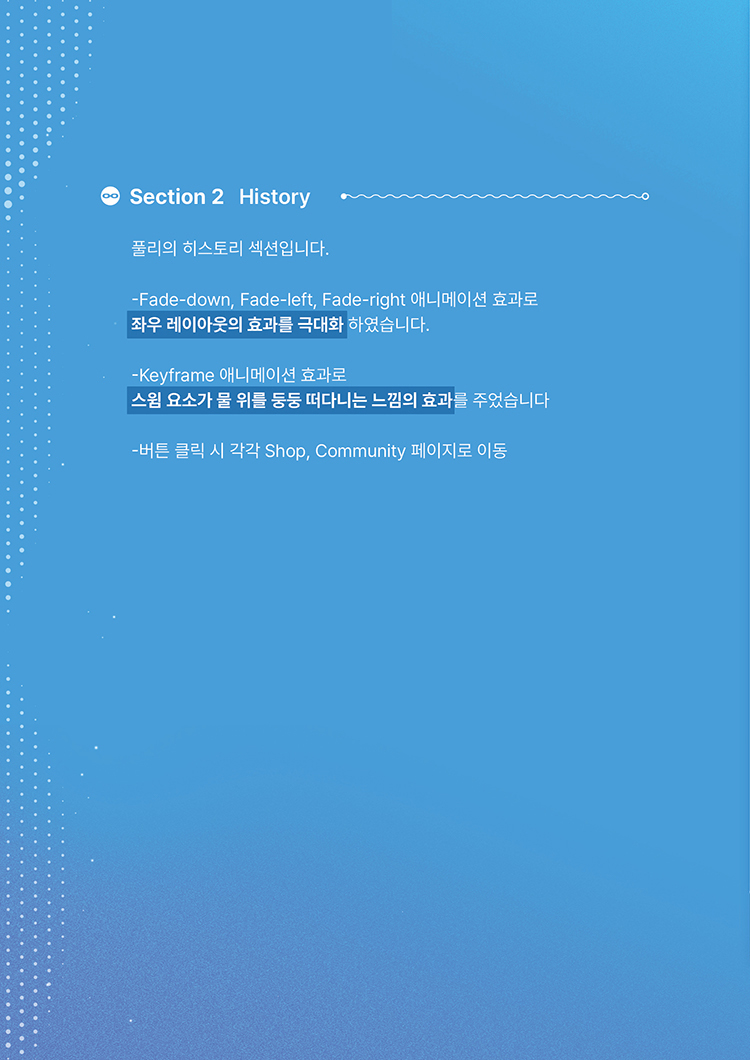 Section 2 History
풀리의 히스토리 섹션입니다.
-Fade-down, Fade-left, Fade-right 애니메이션 효과로
좌우 레이아웃의 효과를 극대화 하였습니다.
-Keyframe 애니메이션 효과로
스윔 요소가 물 위를 둥둥 떠다니는 느낌의 효과를 주었습니다
-버튼 클릭 시 각각 Shop, Community 페이지로 이동